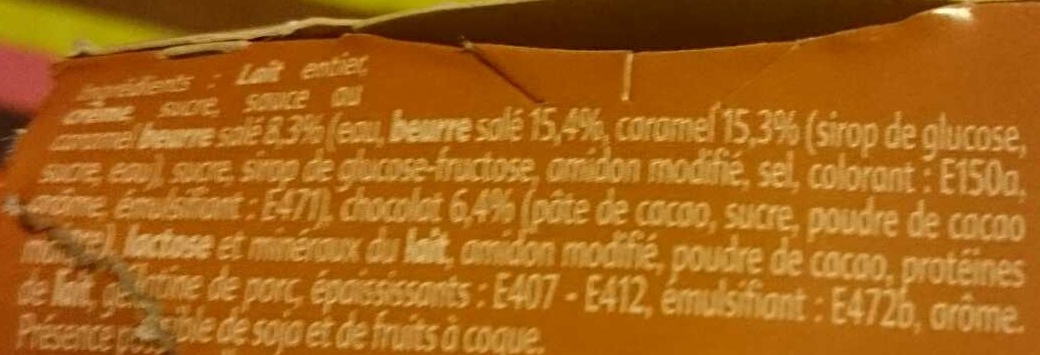 Ingrédients : Lait entier,
crème, sucre, sauce au
caramel beurre salé 8,3% (eau, beurre salé 15,4%, caramel 15,3% (sirop de glucose,
sucre, eau), sucre, sirop de glucose-fructose, amidon modifié, sel, colorant : E150a,
arôme, émulsifiant : E471), chocolat 6,4% (pâte de cacao, sucre, poudre de cacao
maigre), lactose et minéraux du lait, amidon modifié, poudre de cacao, protéines
de lait, gélatine de porc, épaississants : E407 - E412, émulsifiant : E472b, arôme.
Présence possible de soja et de fruits à coque.